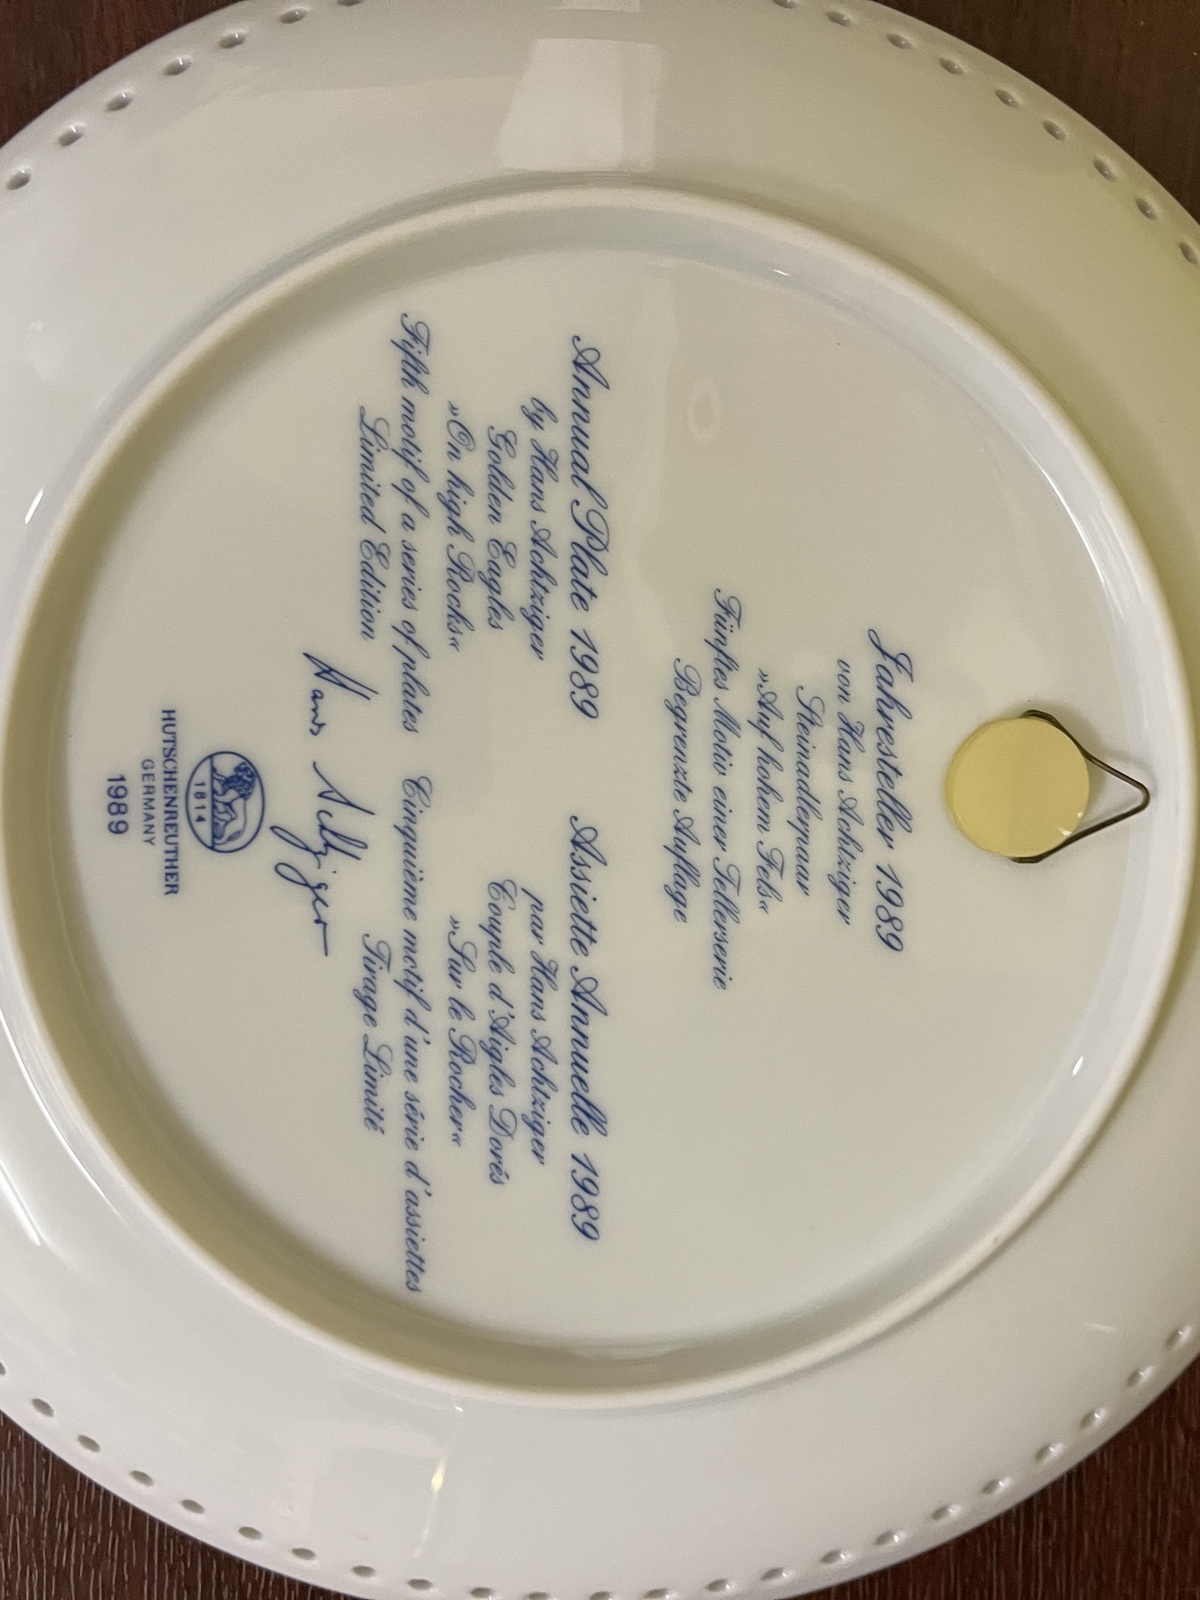 Jahresteller 1989
von Hans Achtziger
Steinadlerpaar
»Auf hohem Fels«
Fünftes Motiv einer Tellerserie
Begrenzte Auflage
Annual Plate 1989
by Hans Achtziger
Golden Eagles
»On high Rocks«
Fifth motif of a series of plates
Limited Edition
Assiette Annuelle 1989
par Hans Achtziger
Couple d'Aigles Dorés
»Sur le Rocher«
Cinquième motif d'une série d'assiettes
Tirage Limité
Hans Achtziger
1814
HUTSCHENREUTHER
GERMANY
1989